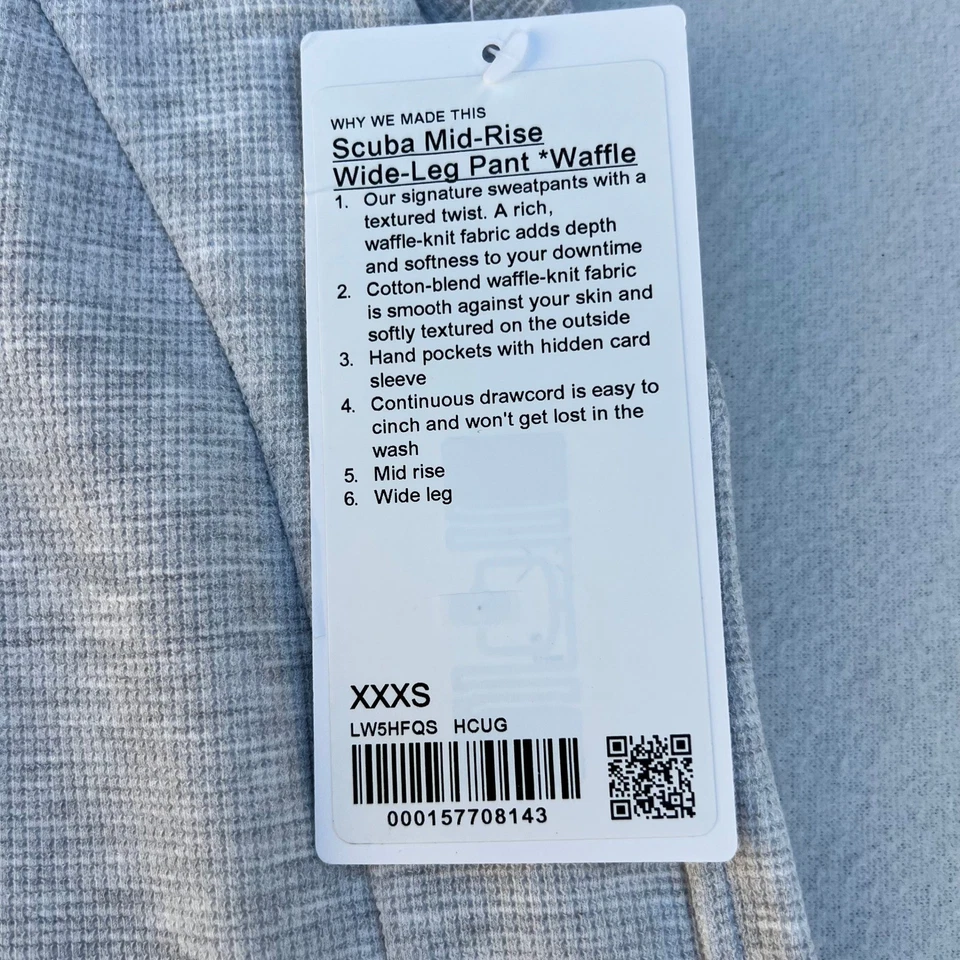 WHY WE MADE THIS
Scuba Mid-Rise
Wide-Leg Pant *Waffle
1. Our signature sweatpants with a
textured twist. A rich,
waffle-knit fabric adds depth
and softness to your downtime
2. Cotton-blend waffle-knit fabric
is smooth against your skin and
softly textured on the outside
3. Hand pockets with hidden card
sleeve
4. Continuous drawcord is easy to
cinch and won't get lost in the
wash
5. Mid rise
6. Wide leg
XXXS
LW5HFQS HCUG
000157708143